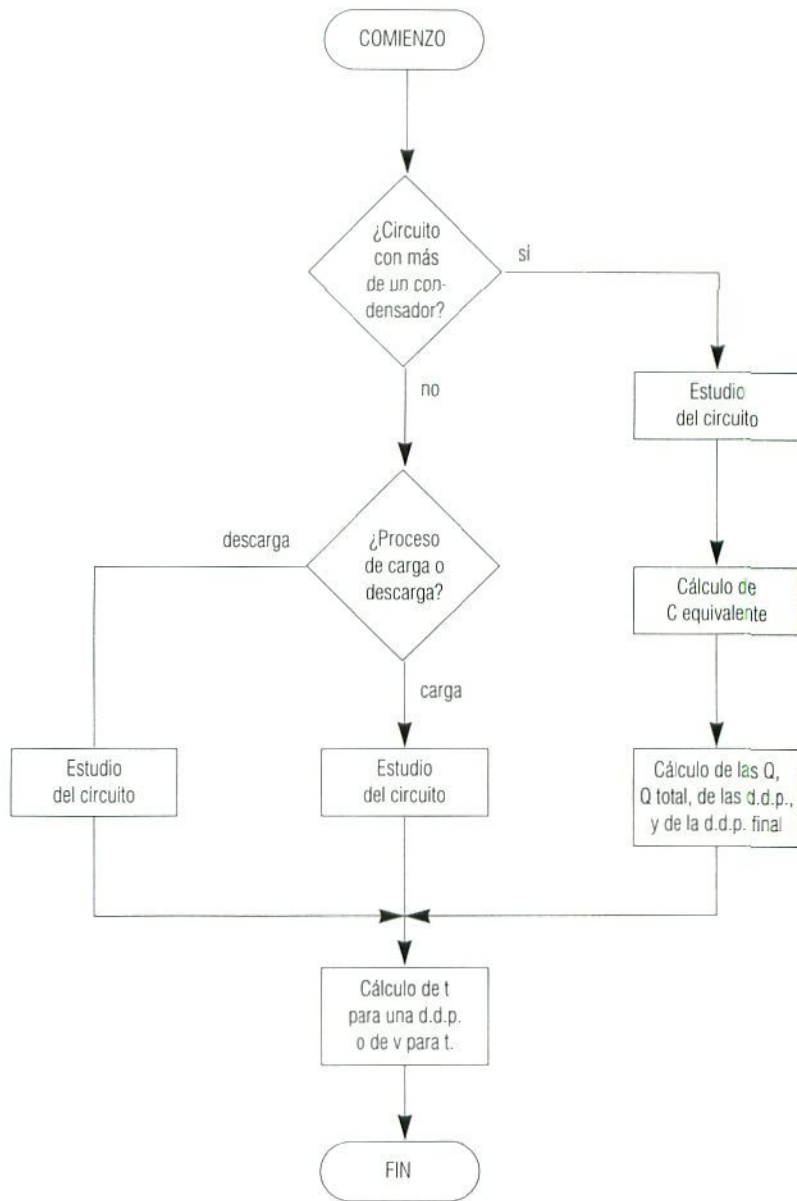 COMIENZO
¿Circuito
con más
de un con-
densador?
sí
no
Estudio
del circuito
descarga
¿Proceso
de carga o
descarga?
Cálculo de
C equivalente
carga
Estudio
del circuito
Estudio
del circuito
Cálculo de las Q,
Q total, de las d.d.p.,
y de la d.d.p. final
Cálculo de t
para una d.d.p.
o de v para t.
FIN